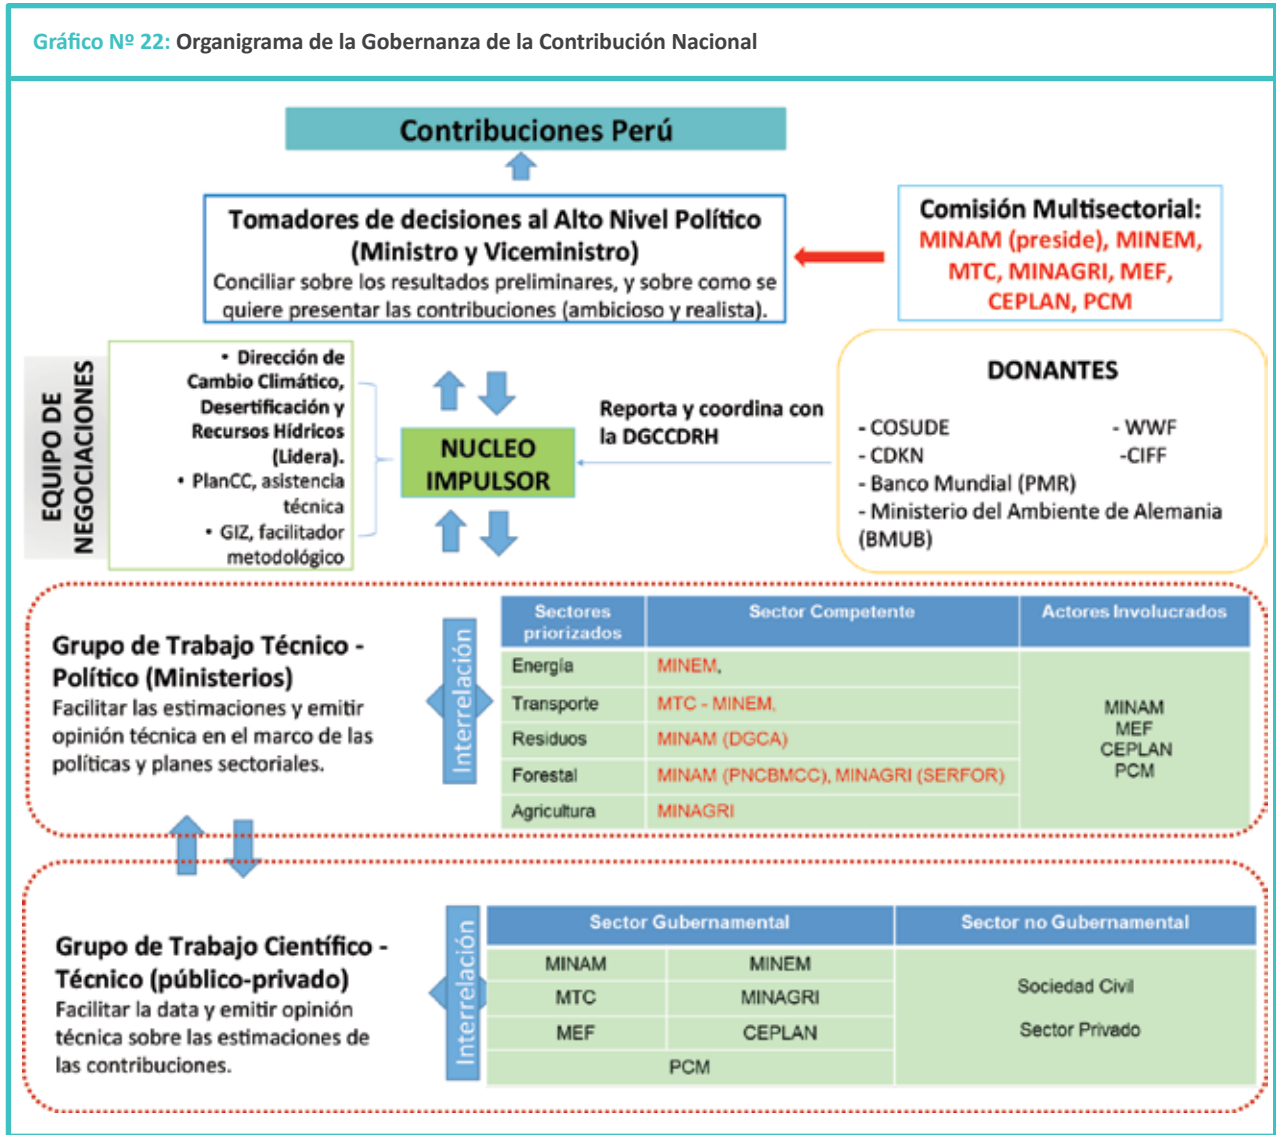 Gráfico Nº 22: Organigrama de la Gobernanza de la Contribución Nacional
Contribuciones Perú
Tomadores de decisiones al Alto Nivel Político
(Ministro y Viceministro)
Conciliar sobre los resultados preliminares, y sobre como se
quiere presentar las contribuciones (ambicioso y realista).
Comisión Multisectorial:
MINAM (preside), MINEM,
MTC, MINAGRI, MEF,
CEPLAN, PCM
EQUIPO DE
NEGOCIACIONES
• Dirección de
Cambio Climático,
Desertificación y
Recursos Hídricos
(Lidera).
• PlanCC, asistencia
técnica
• GIZ, facilitador
metodológico
NUCLEO
IMPULSOR
Reporta y coordina con
la DGCCDRH
DONANTES
- COSUDE - WWF
- CDKN -CIFF
- Banco Mundial (PMR)
- Ministerio del Ambiente de Alemania
(BMUB)
Grupo de Trabajo Técnico -
Político (Ministerios)
Facilitar las estimaciones y emitir
opinión técnica en el marco de las
políticas y planes sectoriales.
Interrelación
Sectores
priorizados
Sector Competente
Actores Involucrados
Energía MINEM,
Transporte MTC - MINEM,
Residuos MINAM (DGCA)
Forestal MINAM (PNCBMCC), MINAGRI (SERFOR)
Agricultura MINAGRI
MINAM
MEF
CEPLAN
PCM
Grupo de Trabajo Científico -
Técnico (público-privado)
Facilitar la data y emitir opinión
técnica sobre las estimaciones de
las contribuciones.
Interrelación
Sector Gubernamental Sector no Gubernamental
MINAM MINEM
MTC MINAGRI
MEF CEPLAN
PCM
Sociedad Civil
Sector Privado